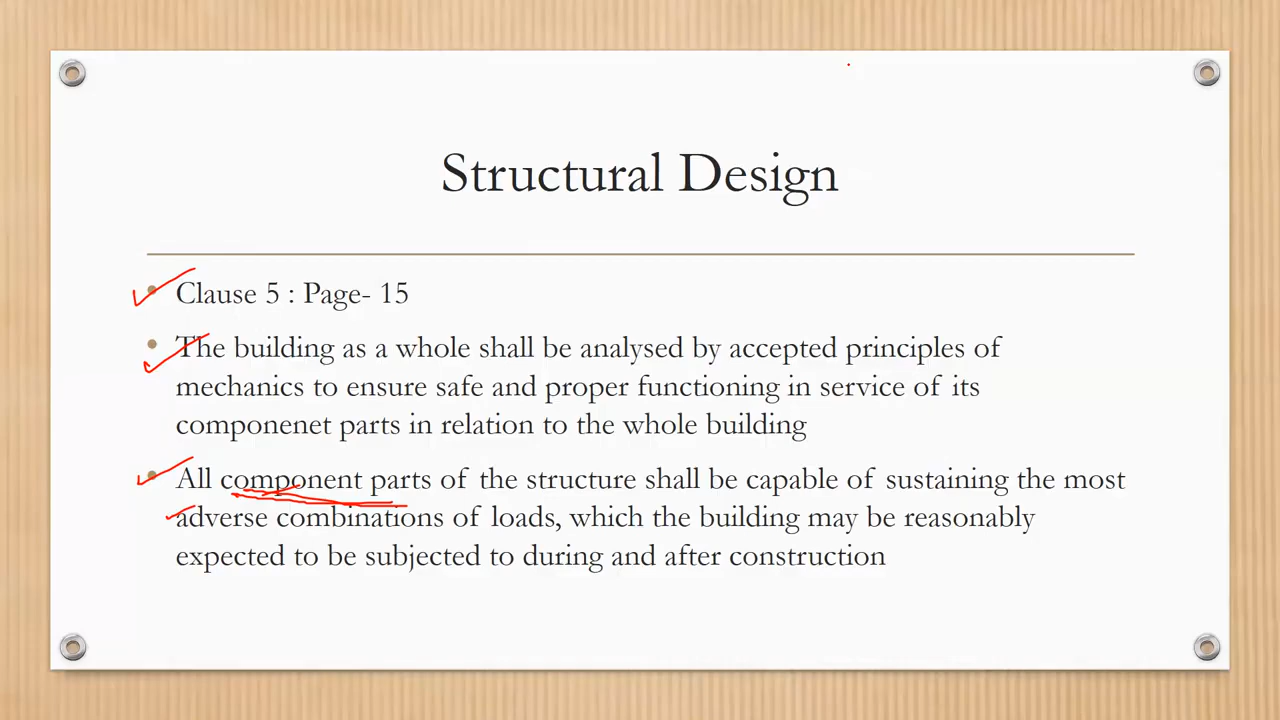 Structural Design
• Clause 5 : Page- 15
• The building as a whole shall be analysed by accepted principles of
mechanics to ensure safe and proper functioning in service of its
componenet parts in relation to the whole building
• All component parts of the structure shall be capable of sustaining the most
adverse combinations of loads, which the building may be reasonably
expected to be subjected to during and after construction